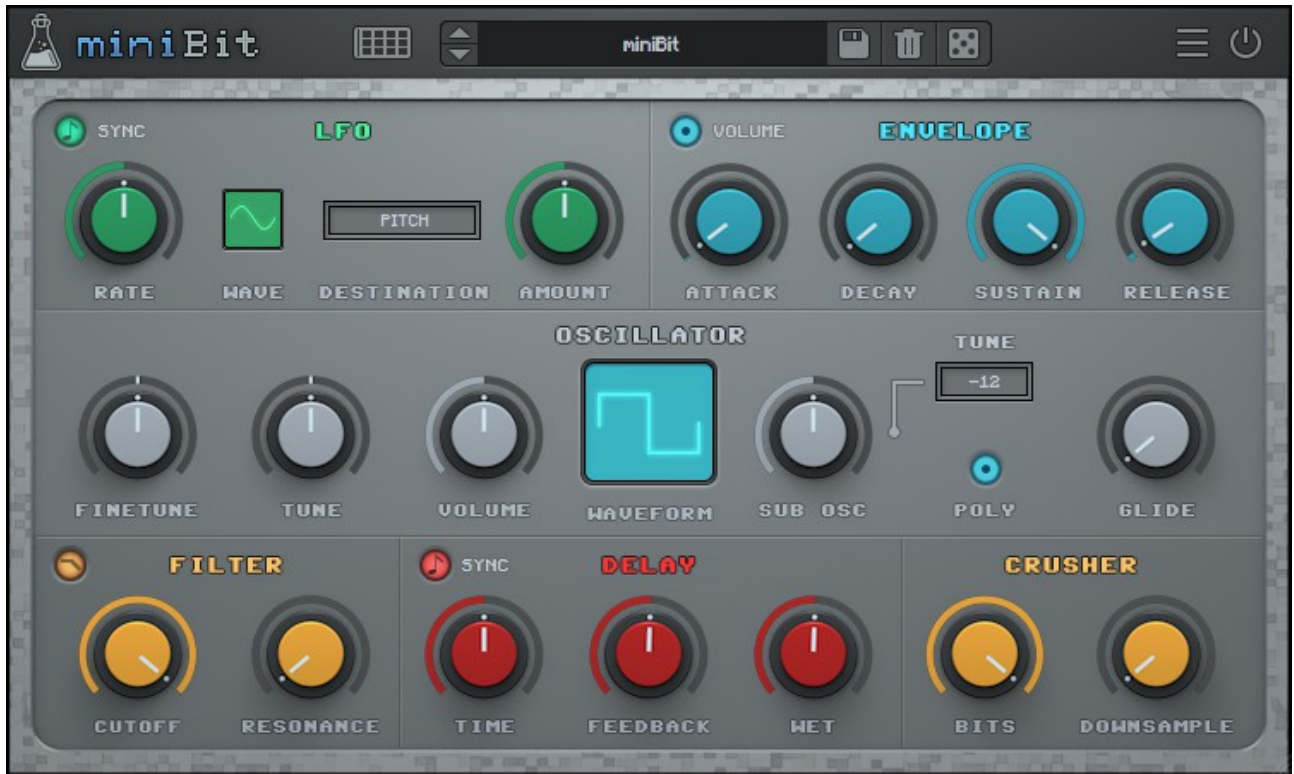 miniBit
miniBit
SYNC LFO
VOLUME ENVELOPE
PITCH
RATE WAVE DESTINATION AMOUNT
ATTACK DECAY SUSTAIN RELEASE
OSCILLATOR
TUNE
-12
FINETUNE TUNE VOLUME WAVEFORM SUB OSC POLY GLIDE
FILTER
SYNC DELAY
CRUSHER
CUTOFF RESONANCE
TIME FEEDBACK WET
BITS DOWNSAMPLE